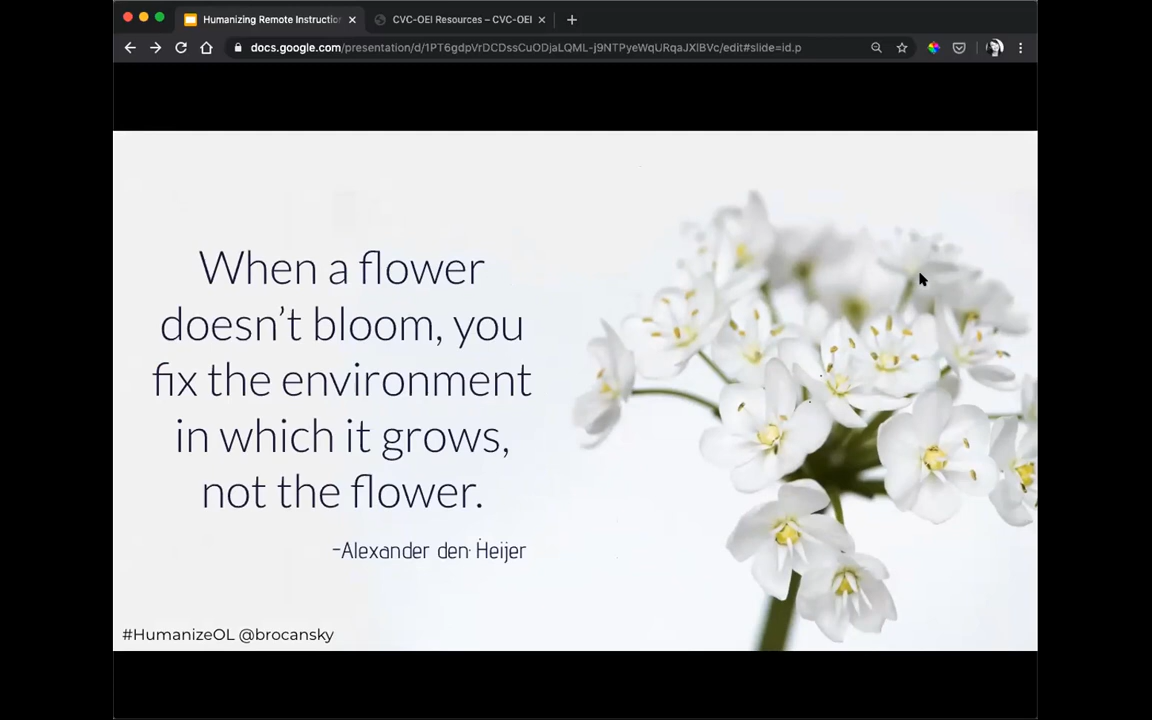 Humanizing Remote Instructio
CVC-OEI Resources – CVC-OEI
docs.google.com/presentation/d/1PT6gdpVrDCDssCuODjaLQML-j9NTPyeWqURqaJXlBVc/edit#slide=id.p
When a flower
doesn’t bloom, you
fix the environment
in which it grows,
not the flower.
-Alexander den Heijer
#HumanizeOL @brocansky